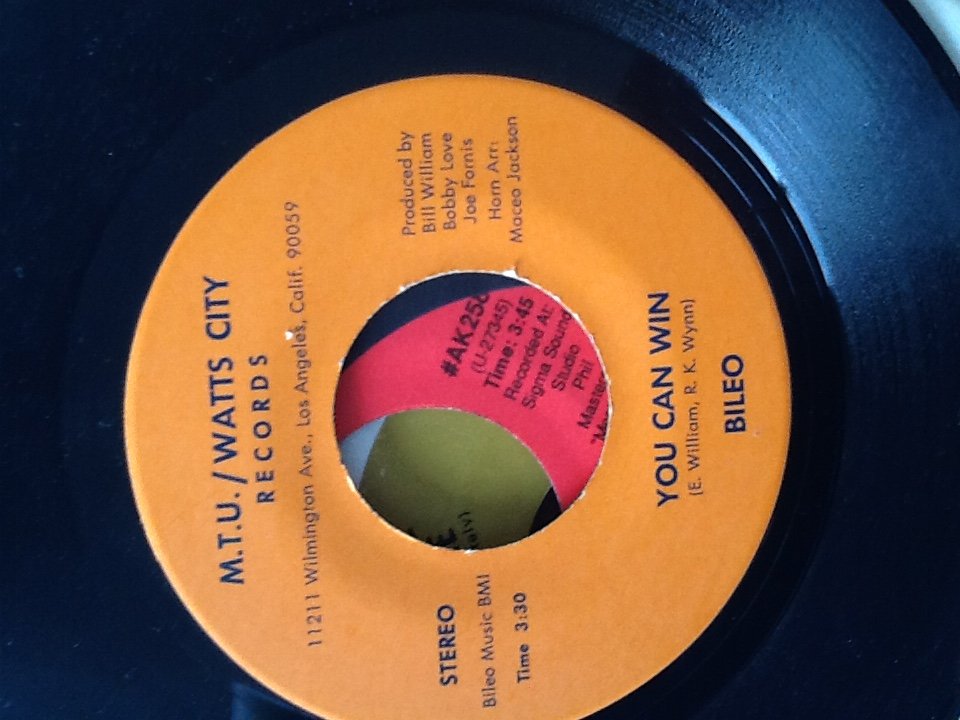 M.T.U./WATTS CITY
RECORDS
11211 Wilmington Ave., Los Angeles, Calif. 90059
STEREO
Bileo Music BMI
Time 3:30
Produced by
Bill William
Bobby Love
Joe Fornis
Horn Arr.
Maceo Jackson
YOU CAN WIN
(E. William, R. K. Wynn)
BILEO
(U-27345)
Time: 3:45
Recorded At:
Sigma Sound
Studio